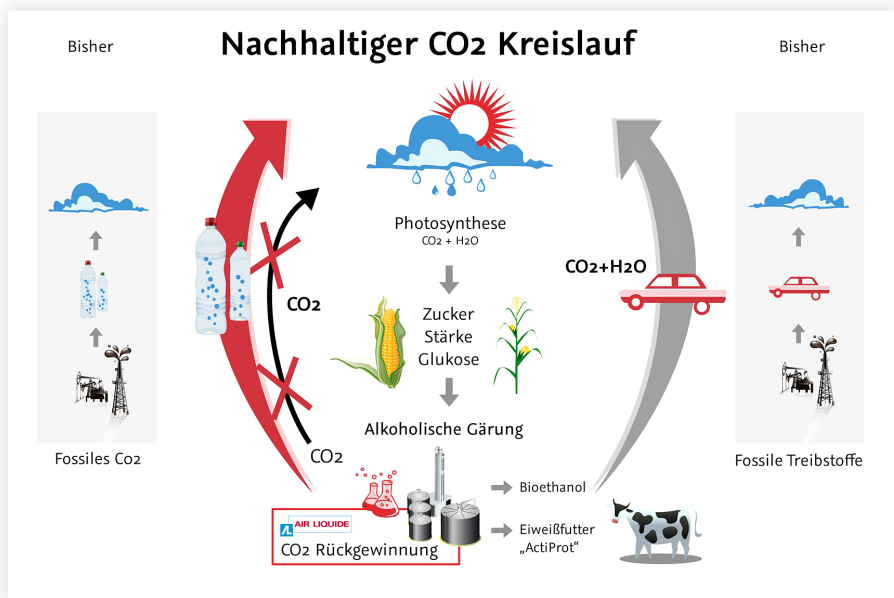 Bisher
Nachhaltiger CO2 Kreislauf
Bisher
Photosynthese
CO2 + H2O
CO2+H2O
CO2
Zucker
Stärke
Glukose
Alkoholische Gärung
CO2
Fossiles Co2
Fossile Treibstoffe
Bioethanol
AIR LIQUIDE
CO2 Rückgewinnung
Eiweißfutter
„ActiProt“